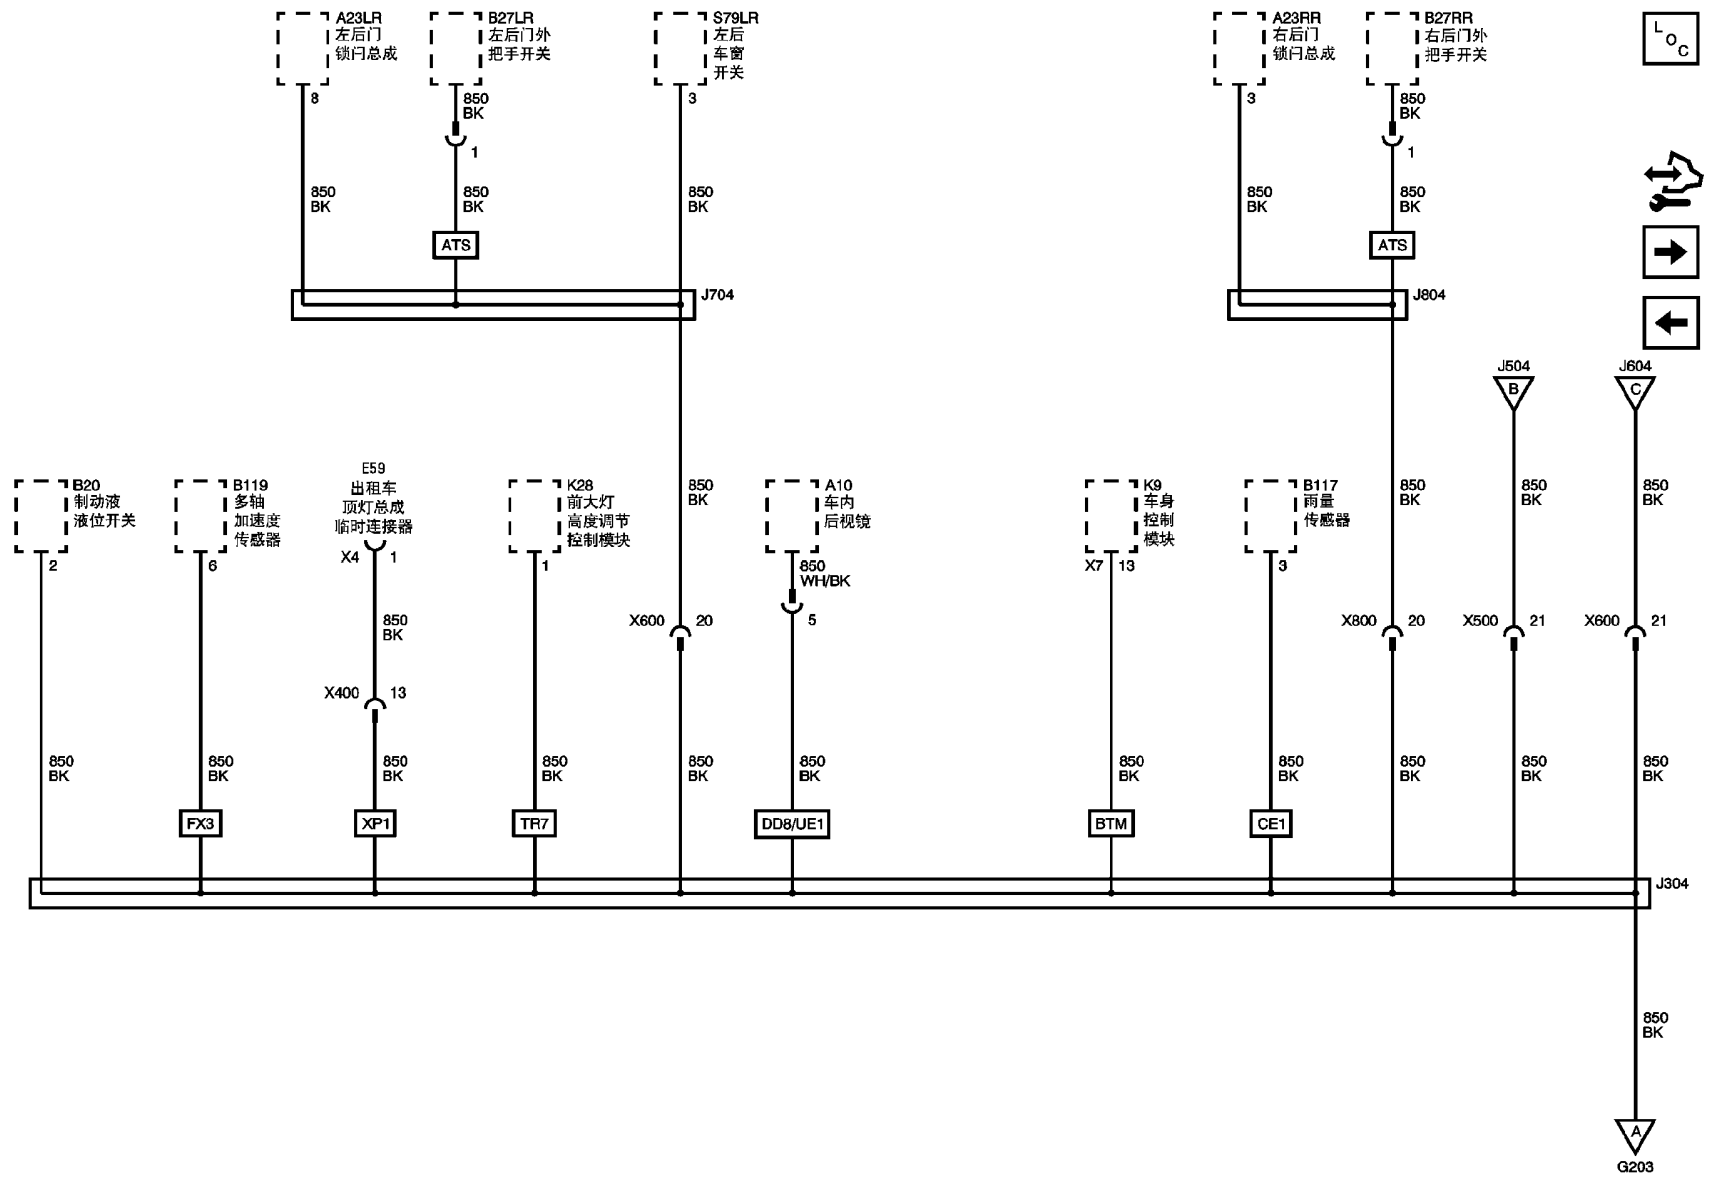 A23LR
左后门
锁闩总成
B27LR
左后门外
把手开关
S79LR
左后
车窗
开关
A23RR
右后门
锁闩总成
B27RR
右后门外
把手开关
LOC
8
850
BK
3
3
850
BK
1
1
850
BK
850
BK
850
BK
850
BK
850
BK
ATS
ATS
J704
J804
J504
B
J604
C
B20
制动液
液位开关
B119
多轴
加速度
传感器
E59
出租车
顶灯总成
临时连接器
K28
前大灯
高度调节
控制模块
850
BK
A10
车内
后视镜
K9
车身
控制
模块
B117
雨量
传感器
850
BK
850
BK
850
BK
2
6
X4
1
1
850
WH/BK
X7
13
3
850
BK
X600
20
5
X800
20
X500
21
X600
21
X400
13
850
BK
850
BK
850
BK
850
BK
850
BK
850
BK
850
BK
850
BK
850
BK
850
BK
850
BK
FX3
XP1
TR7
DD8/UE1
BTM
CE1
J304
850
BK
A
G203